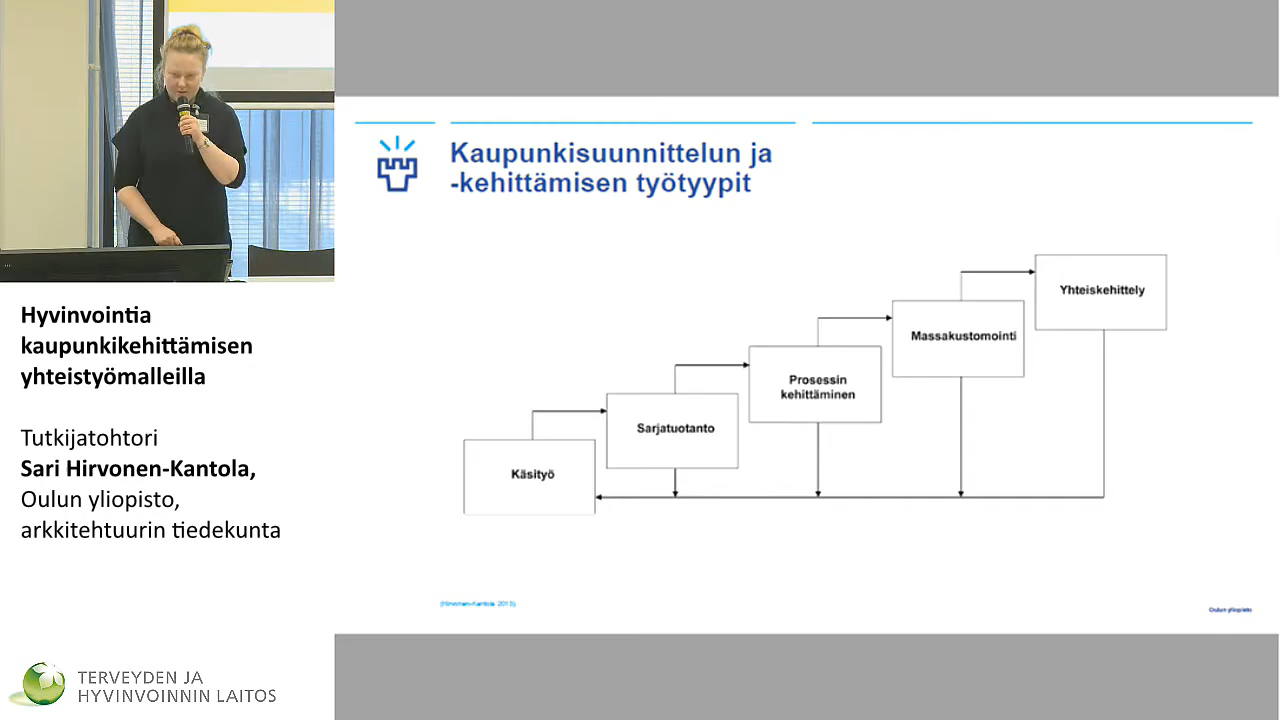 Kaupunkisuunnittelun ja
-kehittämisen työtyypit
Yhteiskehittely
Massakustomointi
Prosessin
kehittäminen
Sarjatuotanto
Käsityö
(Hirvonen-Kantola 2013)
Oulun yliopisto
Hyvinvointia
kaupunkikehittämisen
yhteistyömalleilla
Tutkijatohtori
Sari Hirvonen-Kantola,
Oulun yliopisto,
arkkitehtuurin tiedekunta
TERVEYDEN JA
HYVINVOINNIN LAITOS